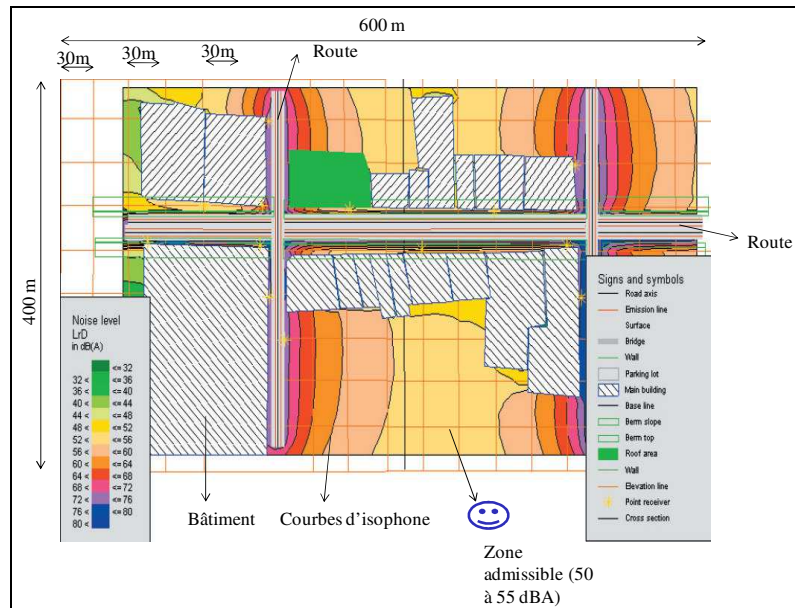 600 m
30m
30m
30m
Route
400 m
Route
Noise level
LrD
in dB(A)
<= 32
32 < <= 36
36 < <= 40
40 < <= 44
44 < <= 48
48 < <= 52
52 < <= 56
56 < <= 60
60 < <= 64
64 < <= 68
68 < <= 72
72 < <= 76
76 < <= 80
80 <
Signs and symbols
Road axis
Emission line
Surface
Bridge
Wall
Parking lot
Main building
Base line
Berm slope
Berm top
Roof area
Wall
Elevation line
Point receiver
Cross section
Bâtiment
Courbes d'isophone
Zone
admissible (50
à 55 dBA)